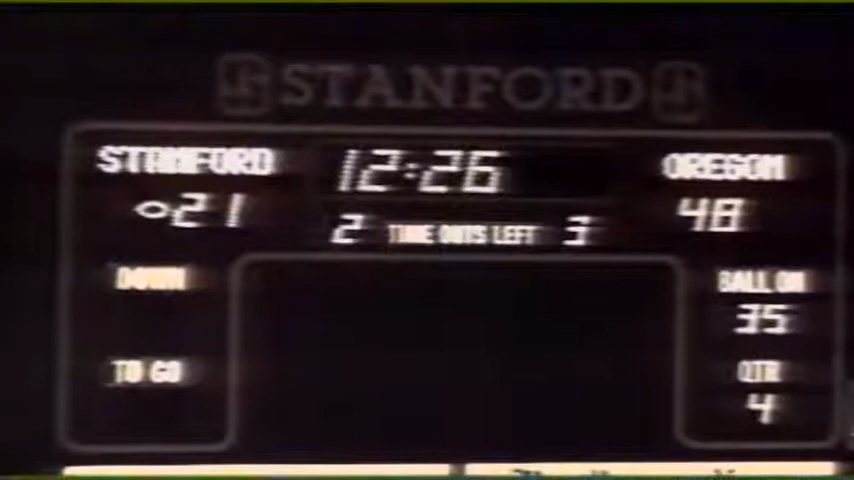 STANFORD
STANFORD 12:26 OREGON
21 2 TIME OUTS LEFT 3 48
DOWN BALL ON
35
TO GO QTR
4